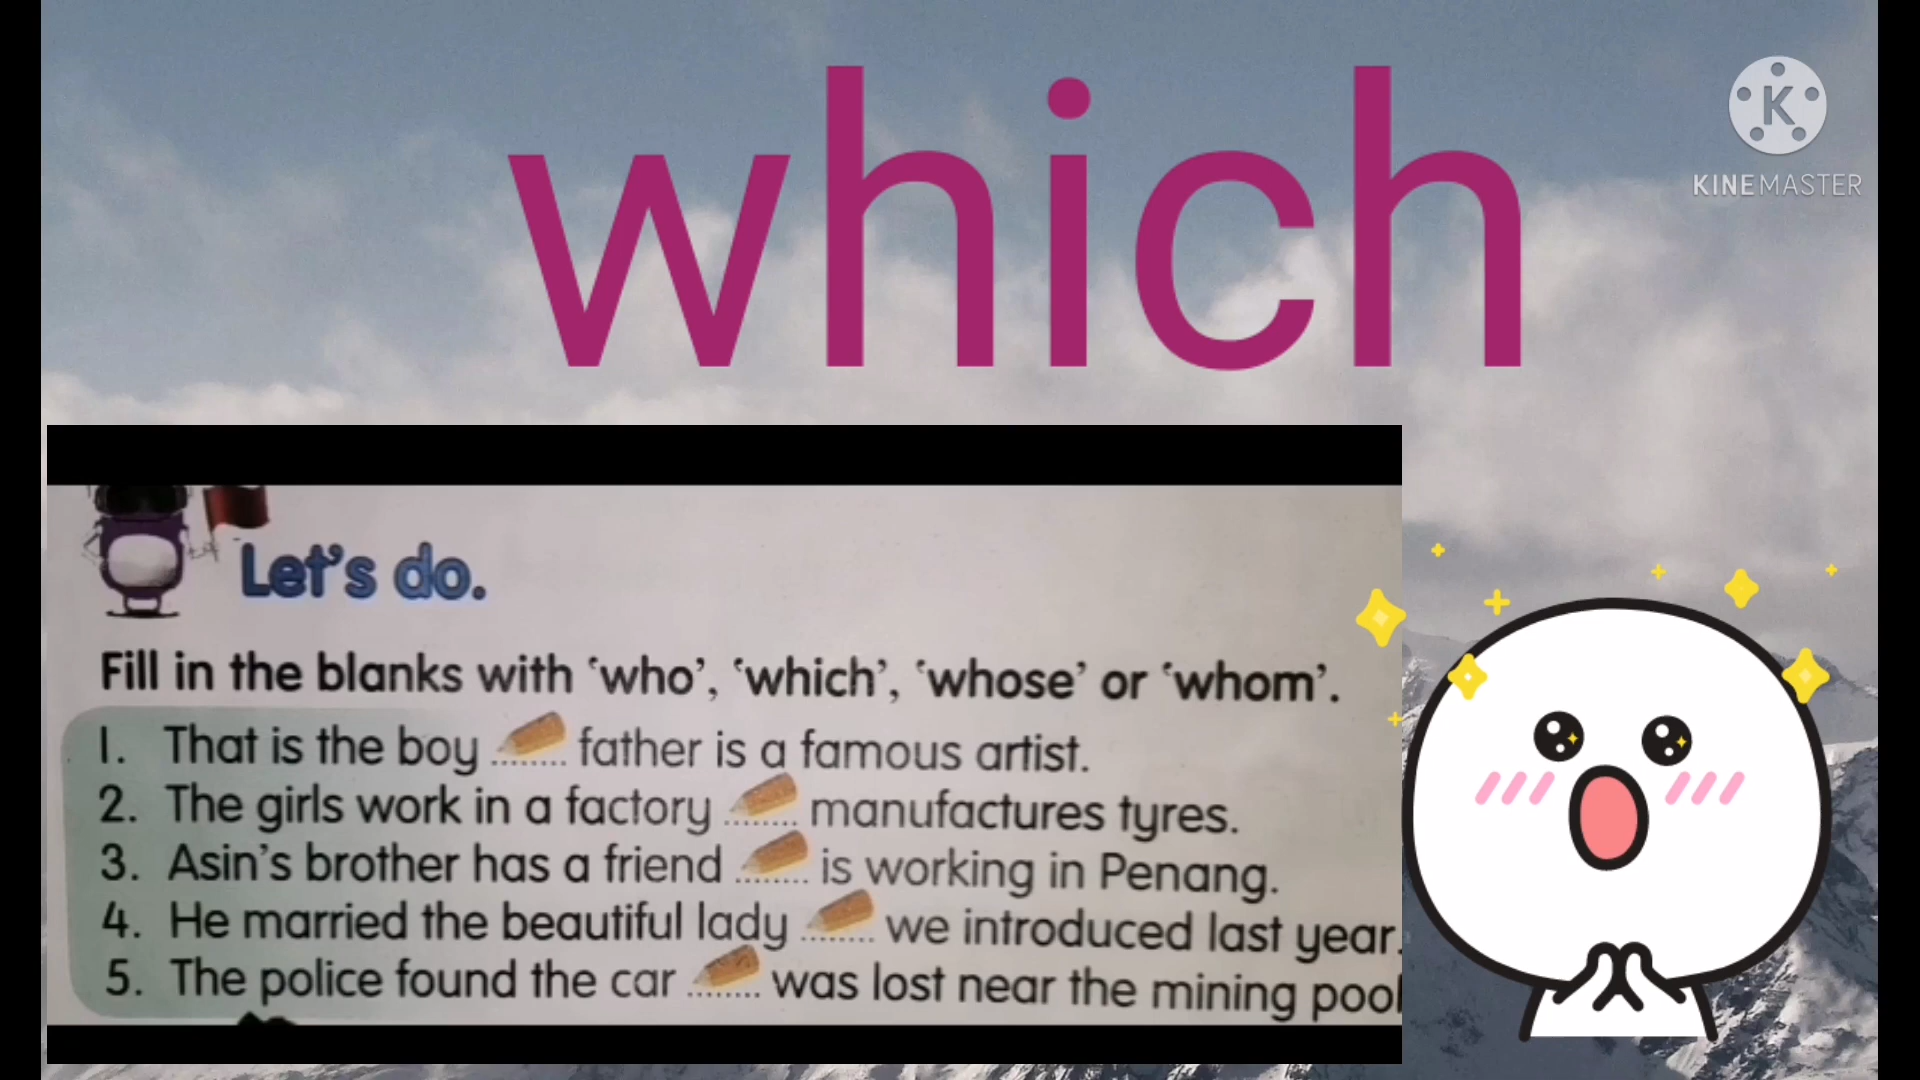 which
KINEMASTER
Let's do.
Fill in the blanks with ‘who’, ‘which’, ‘whose’ or ‘whom’.
1. That is the boy ........ father is a famous artist.
2. The girls work in a factory ........ manufactures tyres.
3. Asin's brother has a friend ........ is working in Penang.
4. He married the beautiful lady ........ we introduced last year.
5. The police found the car ........ was lost near the mining pool